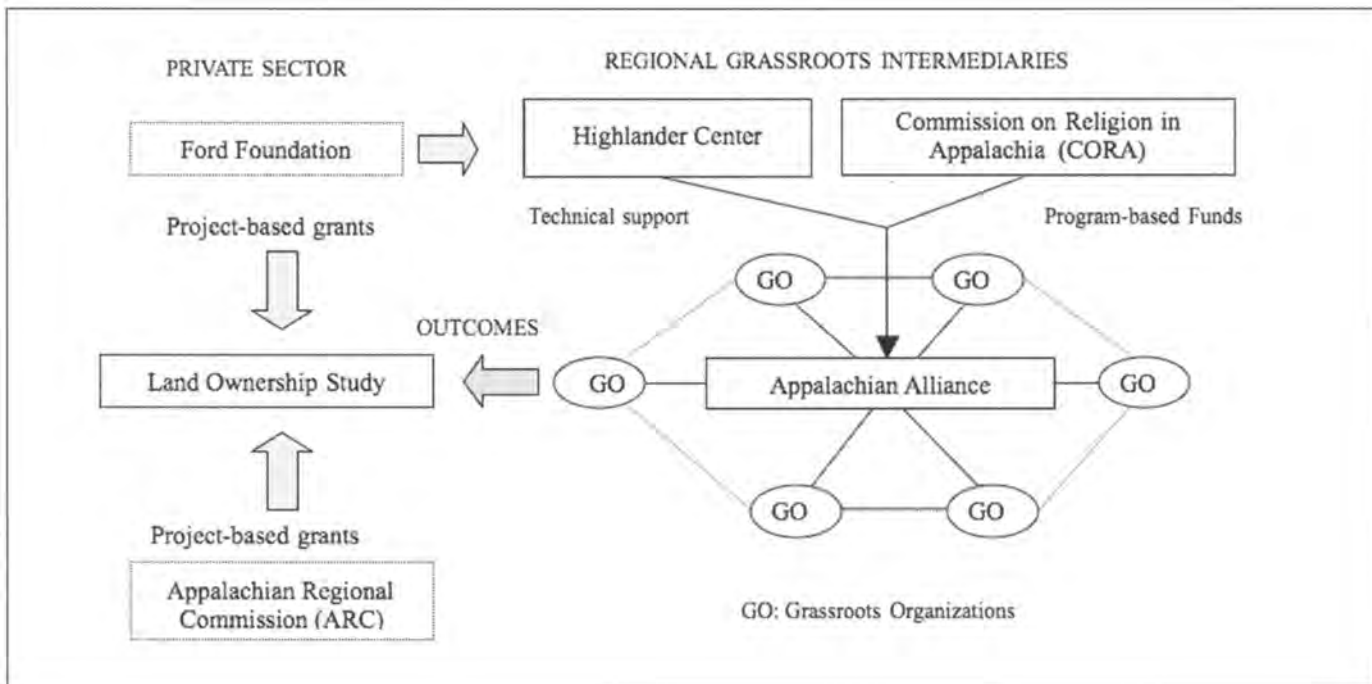 PRIVATE SECTOR
REGIONAL GRASSROOTS INTERMEDIARIES
Ford Foundation
Highlander Center
Commission on Religion in
Appalachia (CORA)
Project-based grants
Technical support
Program-based Funds
GO
GO
OUTCOMES
Land Ownership Study
GO
Appalachian Alliance
GO
GO
GO
Project-based grants
Appalachian Regional
Commission (ARC)
GO: Grassroots Organizations